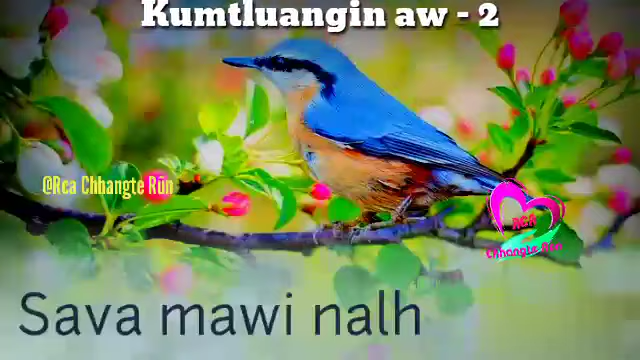 Kumtluangin aw - 2
@Rca Chhangte Run
RCA
Chhangte Run
Sava mawi nalh